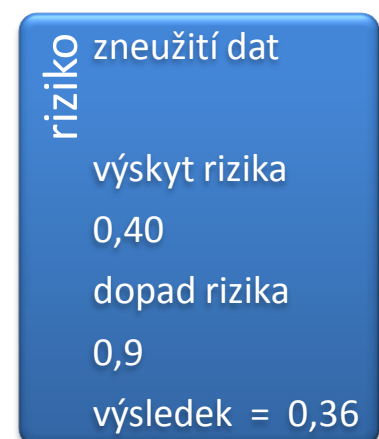 riziko
zneužití dat
výskyt rizika
0,40
dopad rizika
0,9
výsledek = 0,36